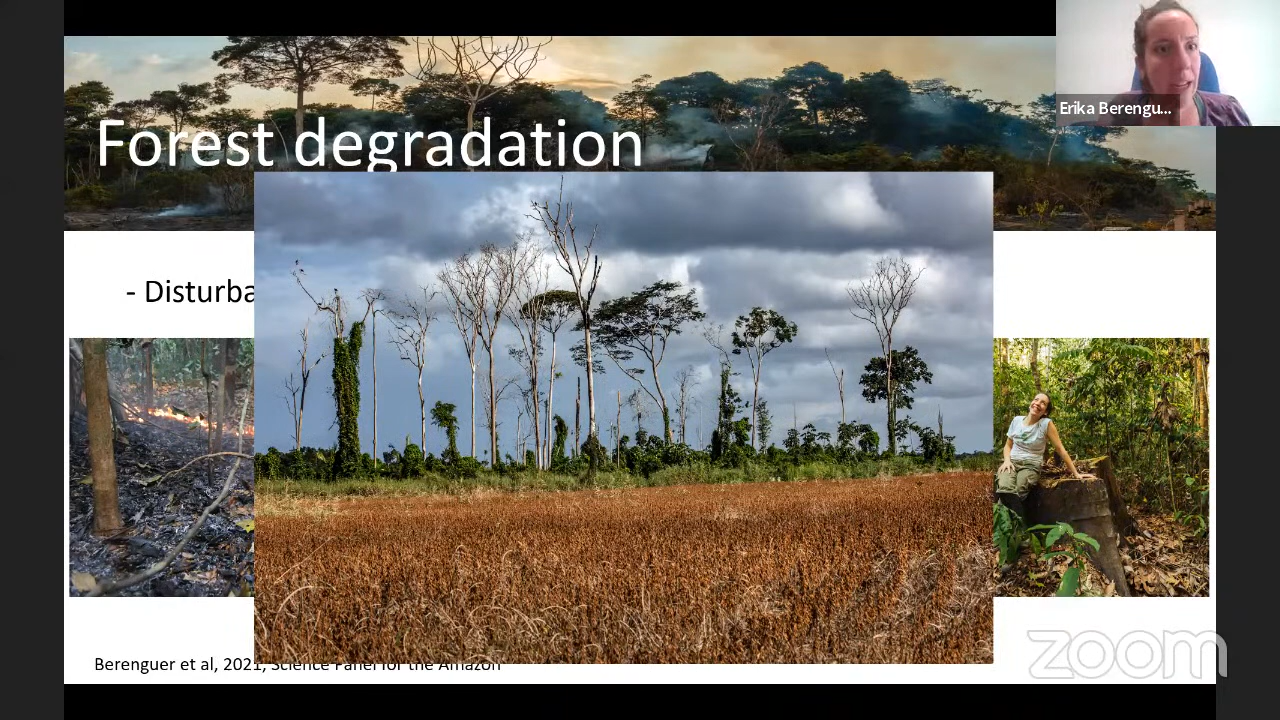 Forest degradation
Erika Berengu...
- Disturba
Berenguer et al, 2021, Science Panel for the Amazon
zoom